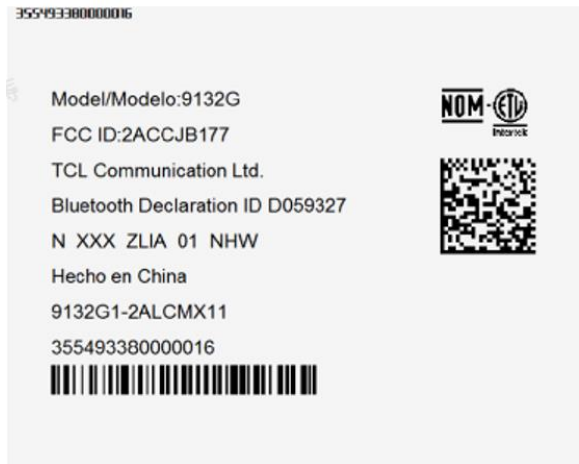 355493380000016
Model/Modelo:9132G
NOM-ETL
Intertek
FCC ID:2ACCJB177
TCL Communication Ltd.
Bluetooth Declaration ID D059327
N XXX ZLIA 01 NHW
Hecho en China
9132G1-2ALCMX11
355493380000016